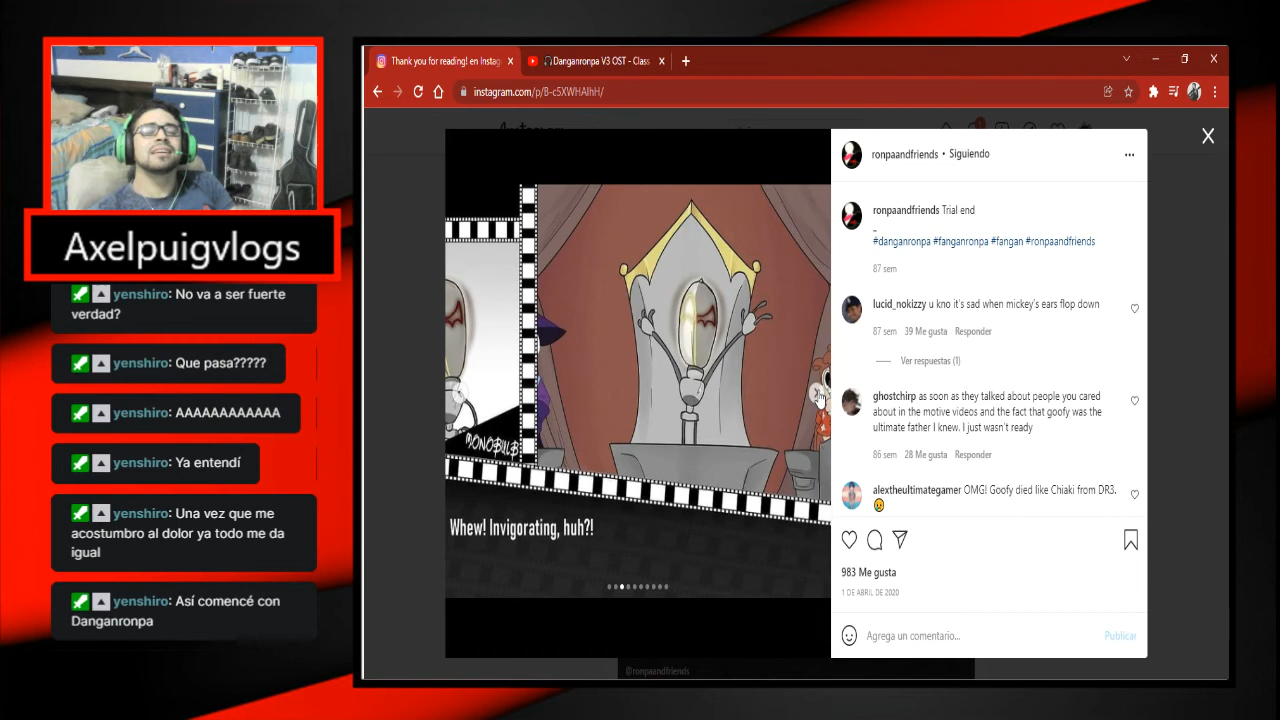 Axelpuigvlogs
yenshiro: No va a ser fuerte
verdad?
yenshiro: Que pasa?????
yenshiro: AAAAAAAAAAAA
yenshiro: Ya entendí
yenshiro: Una vez que me
acostumbro al dolor ya todo me da
igual
yenshiro: Así comencé con
Danganronpa
Thank you for reading! en Instag
Danganronpa V3 OST - Class
instagram.com/p/B-c5XWHAlhH/
MONOBULB
Whew! Invigorating, huh?!
@ronpaandfriends
ronpaandfriends • Siguiendo
ronpaandfriends Trial end
_
#danganronpa #fanganronpa #fangan #ronpaandfriends
87 sem
lucid_nokizzy u kno it's sad when mickey's ears flop down
87 sem 39 Me gusta Responder
Ver respuestas (1)
ghostchirp as soon as they talked about people you cared
about in the motive videos and the fact that goofy was the
ultimate father I knew. I just wasn't ready
86 sem 28 Me gusta Responder
alextheultimategamer OMG! Goofy died like Chiaki from DR3.
983 Me gusta
1 DE ABRIL DE 2020
Agrega un comentario...
Publicar